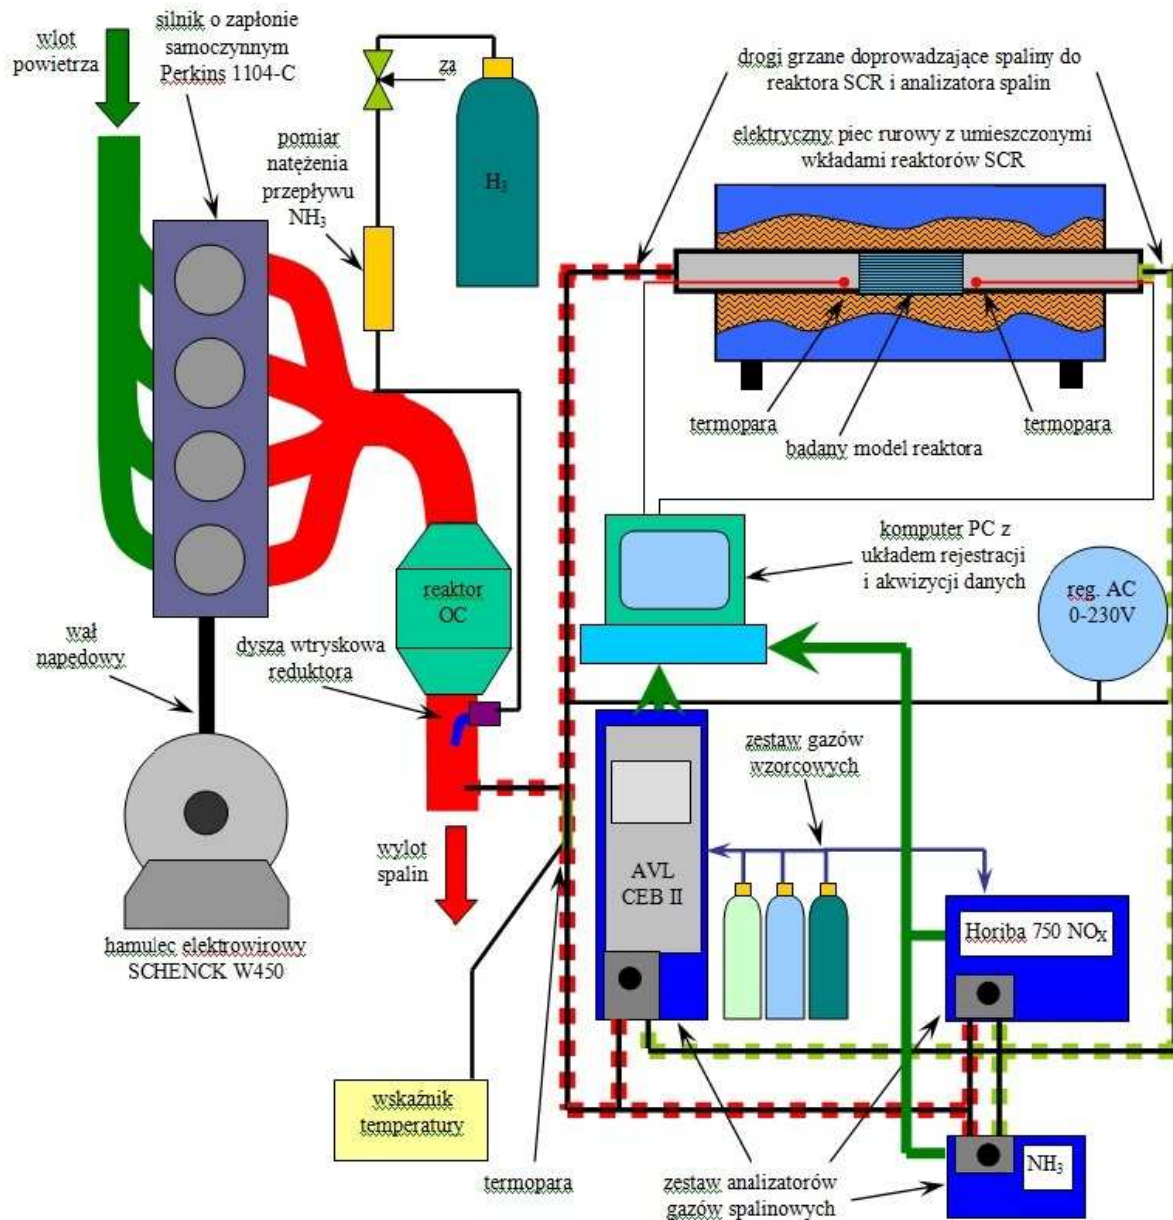 silnik o zapłonie
samoczynnym
Perkins 1104-C
wlot
powietrza
za
pomiar
natężenia
przepływu
NH₃
H₃
drogi grzane doprowadzające spaliny do
reaktora SCR i analizatora spalin
elektryczny piec rurowy z umieszczonymi
wkładami reaktorów SCR
termopara
badany model reaktora
termopara
komputer PC z
układem rejestracji
i akwizycji danych
reg. AC
0-230V
reaktor
OC
wał
napędowy
dysza wtryskowa
reduktora
zestaw gazów
wzorcowych
wylot
spalin
AVL
CEB II
Horiba 750 NOX
hamulec elektrowirowy
SCHENCK W450
wskaźnik
temperatury
termopara
zestaw analizatorów
gazów spalinowych
NH₃